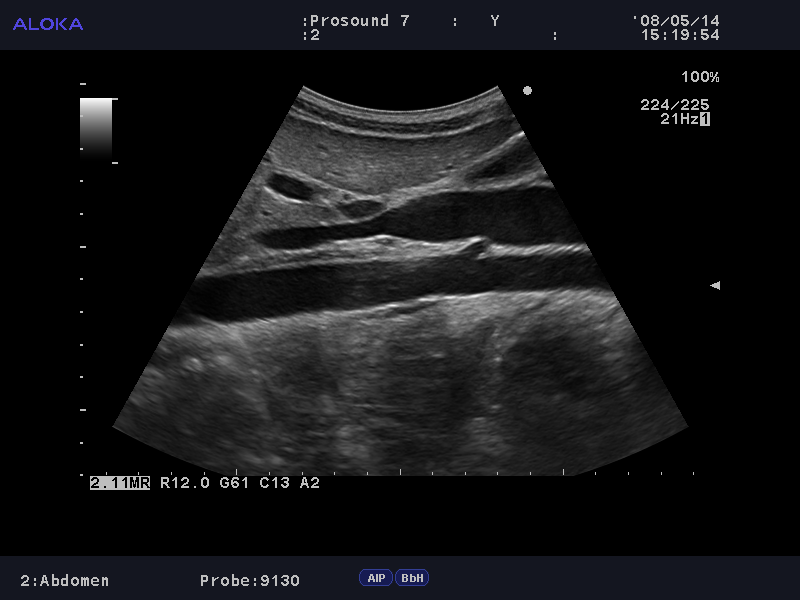 ALOKA
:Prosound 7 : Y '08/05/14
:2 : 15:19:54
100%
224/225
21Hz1
2.11MR R12.0 G61 C13 A2
2:Abdomen Probe:9130 AIP BbH